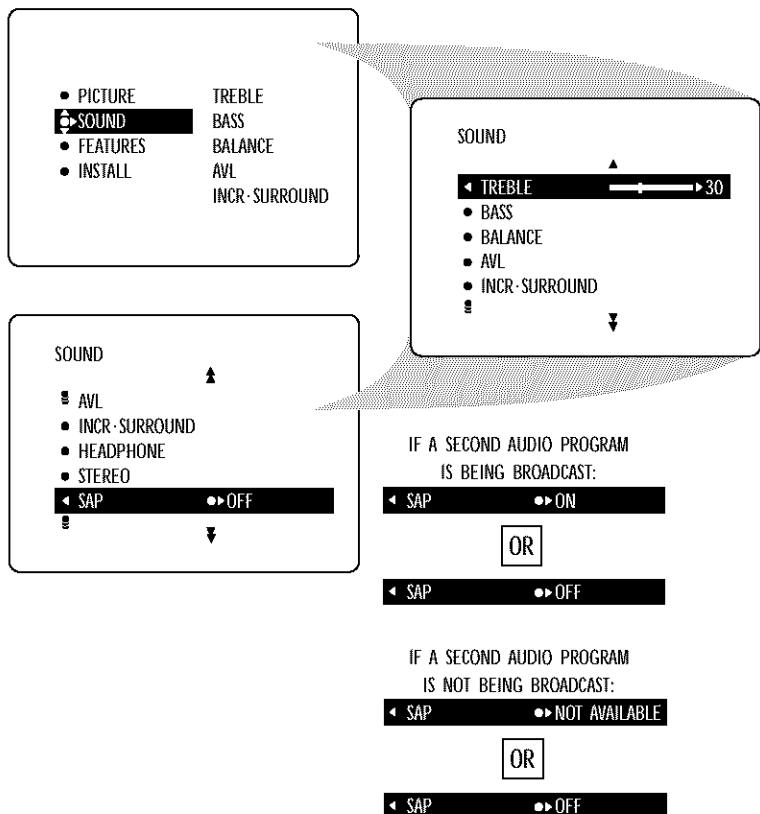 PICTURE TREBLE
SOUND BASS
FEATURES BALANCE
INSTALL AVL
INCR·SURROUND
SOUND
TREBLE 30
BASS
BALANCE
AVL
INCR·SURROUND
SOUND
AVL
INCR·SURROUND
HEADPHONE
STEREO
SAP OFF
IF A SECOND AUDIO PROGRAM
IS BEING BROADCAST:
SAP ON
OR
SAP OFF
IF A SECOND AUDIO PROGRAM
IS NOT BEING BROADCAST:
SAP NOT AVAILABLE
OR
SAP OFF